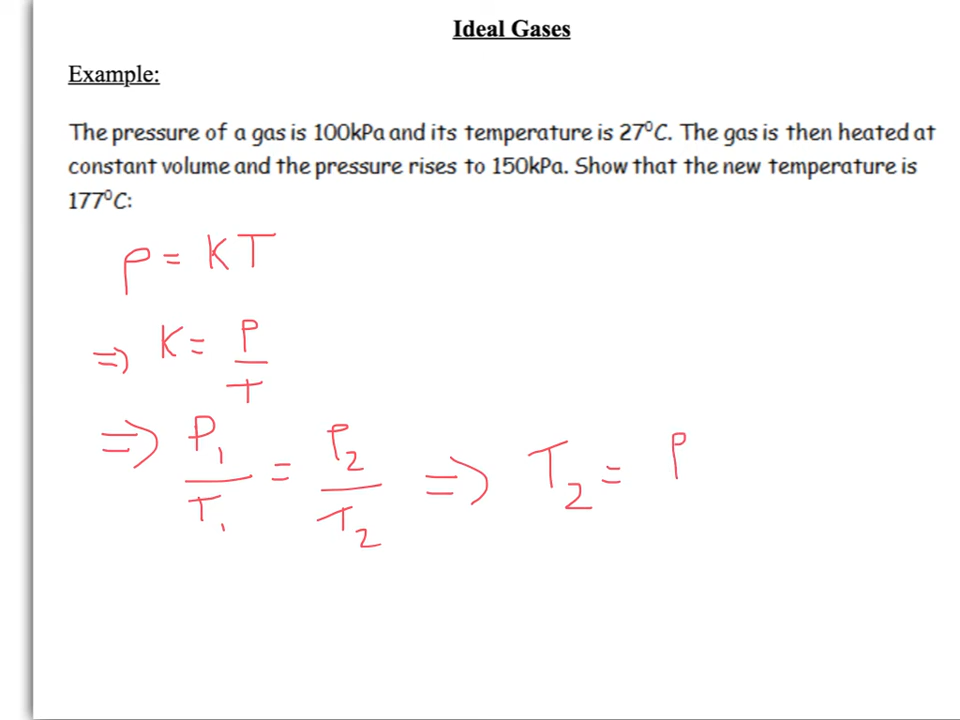 Ideal Gases
Example:
The pressure of a gas is 100kPa and its temperature is 27⁰C. The gas is then heated at
constant volume and the pressure rises to 150kPa. Show that the new temperature is
177⁰C:
P = KT
⇒ K = P/T
⇒ P₁/T₁ = P₂/T₂ ⇒ T₂ = P